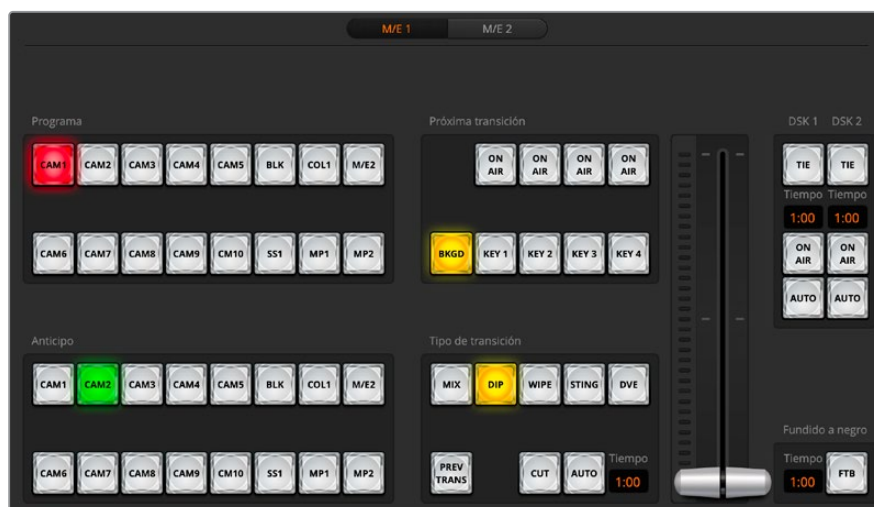 M/E 1 M/E 2
Programa
CAM1 CAM2 CAM3 CAM4 CAM5 BLK COL1 M/E2
CAM6 CAM7 CAM8 CAM9 CM10 SS1 MP1 MP2
Próxima transición
ON AIR ON AIR ON AIR ON AIR
BKGD KEY 1 KEY 2 KEY 3 KEY 4
DSK 1 DSK 2
TIE TIE
Tiempo Tiempo
1:00 1:00
ON AIR ON AIR
AUTO AUTO
Anticipo
CAM1 CAM2 CAM3 CAM4 CAM5 BLK COL1 M/E2
CAM6 CAM7 CAM8 CAM9 CM10 SS1 MP1 MP2
Tipo de transición
MIX DIP WIPE STING DVE
PREV TRANS CUT AUTO
Tiempo
1:00
Fundido a negro
Tiempo
1:00 FTB